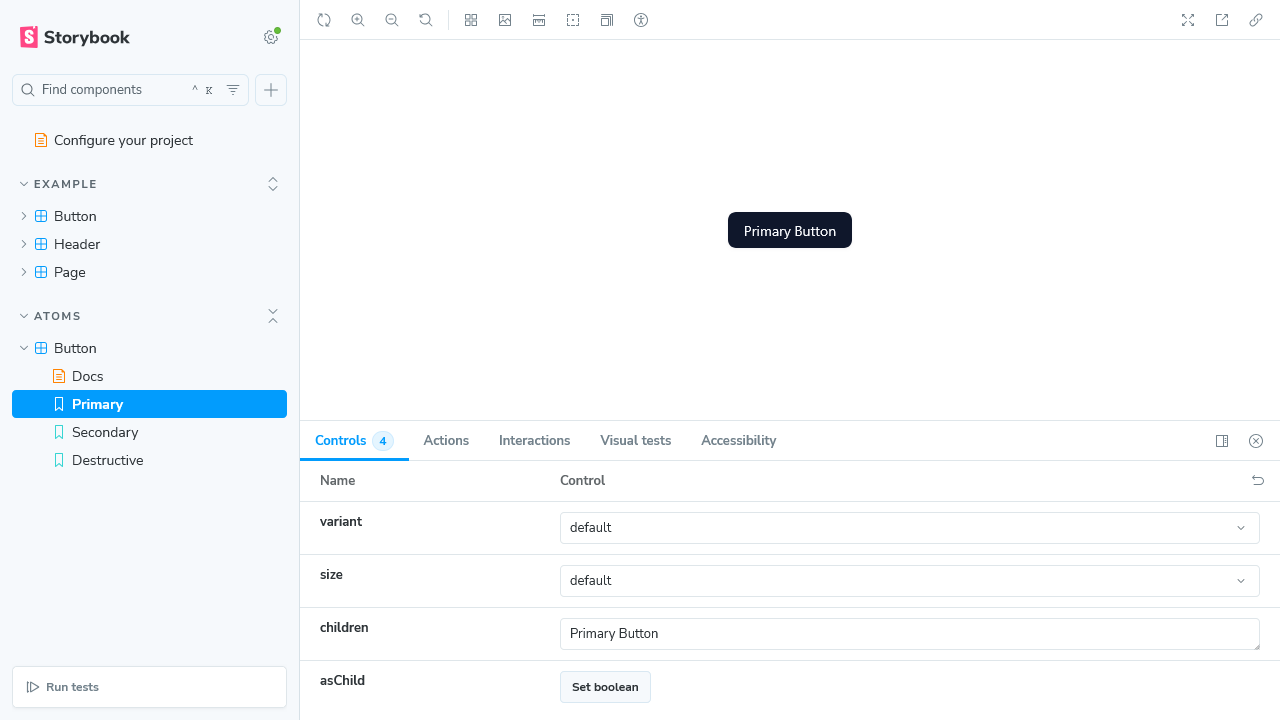 Storybook
Find components
^ K
Configure your project
EXAMPLE
Button
Header
Page
ATOMS
Button
Docs
Primary
Secondary
Destructive
Run tests
Primary Button
Controls 4 Actions Interactions Visual tests Accessibility
Name Control
variant default
size default
children Primary Button
asChild Set boolean